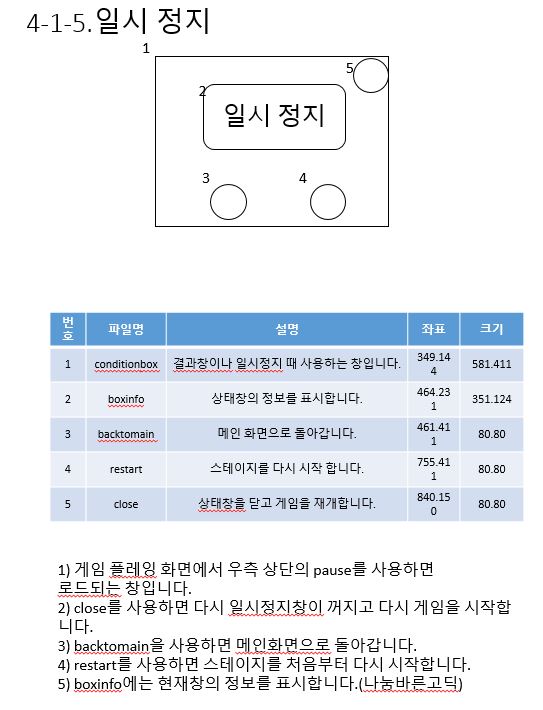 4-1-5.일시 정지
1
5
2
일시 정지
3
4
번
호
파일명
설명
좌표
크기
1
conditionbox
결과창이나 일시정지 때 사용하는 창입니다.
349.14
4
581.411
2
boxinfo
상태창의 정보를 표시합니다.
464.23
1
351.124
3
backtomain
메인 화면으로 돌아갑니다.
461.41
1
80.80
4
restart
스테이지를 다시 시작 합니다.
755.41
1
80.80
5
close
상태창을 닫고 게임을 재개합니다.
840.15
0
80.80
1) 게임 플레잉 화면에서 우측 상단의 pause를 사용하면
로드되는 창입니다.
2) close를 사용하면 다시 일시정지창이 꺼지고 다시 게임을 시작합
니다.
3) backtomain을 사용하면 메인화면으로 돌아갑니다.
4) restart를 사용하면 스테이지를 처음부터 다시 시작합니다.
5) boxinfo에는 현재창의 정보를 표시합니다.(나눔바른고딕)